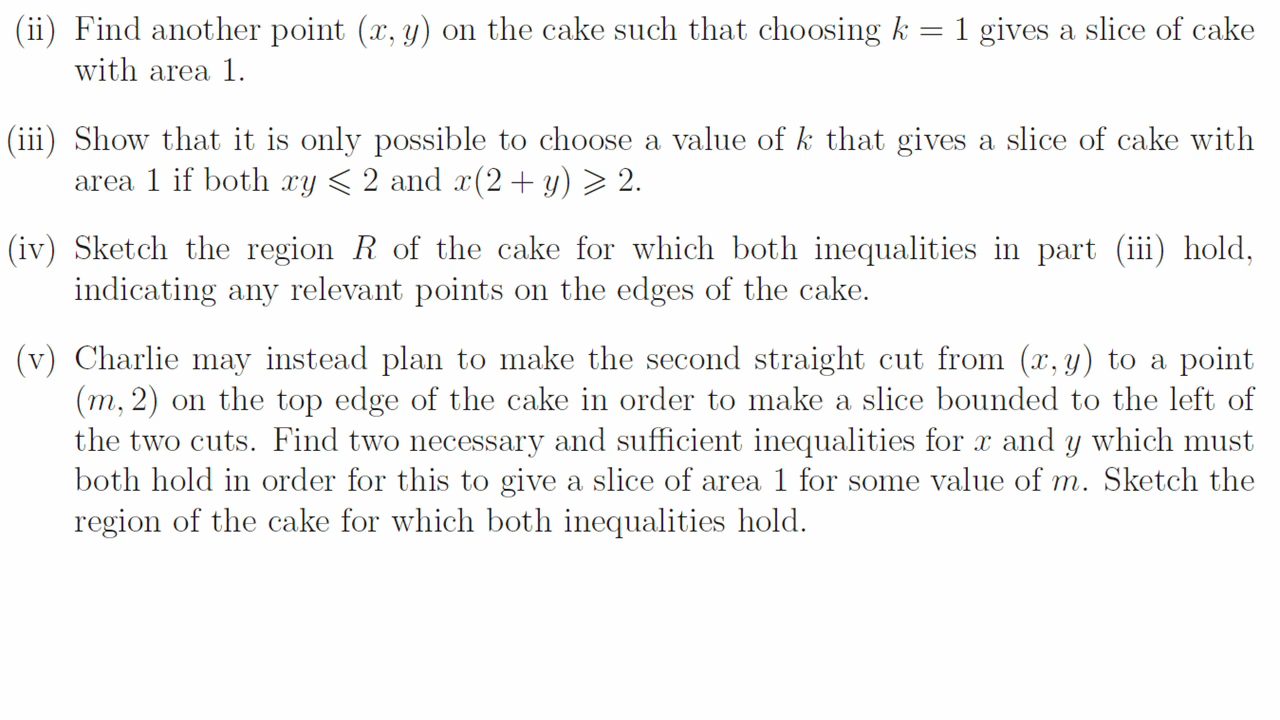 (ii) Find another point (x, y) on the cake such that choosing k = 1 gives a slice of cake
with area 1.
(iii) Show that it is only possible to choose a value of k that gives a slice of cake with
area 1 if both xy ⩽ 2 and x(2 + y) ⩾ 2.
(iv) Sketch the region R of the cake for which both inequalities in part (iii) hold,
indicating any relevant points on the edges of the cake.
(v) Charlie may instead plan to make the second straight cut from (x, y) to a point
(m, 2) on the top edge of the cake in order to make a slice bounded to the left of
the two cuts. Find two necessary and sufficient inequalities for x and y which must
both hold in order for this to give a slice of area 1 for some value of m. Sketch the
region of the cake for which both inequalities hold.